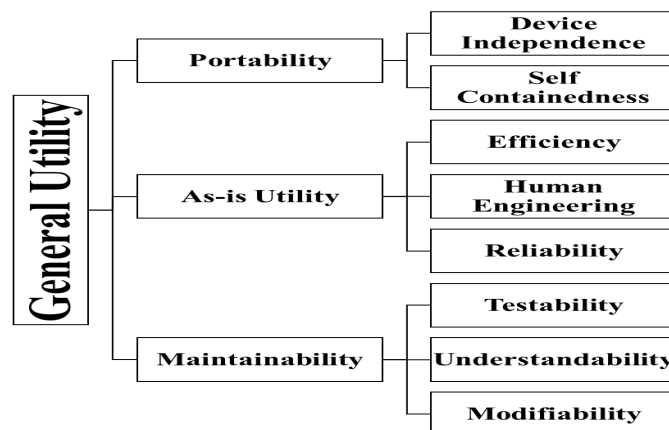 General Utility
Portability
Device
Independence
Self
Containedness
As-is Utility
Efficiency
Human
Engineering
Reliability
Maintainability
Testability
Understandability
Modifiability